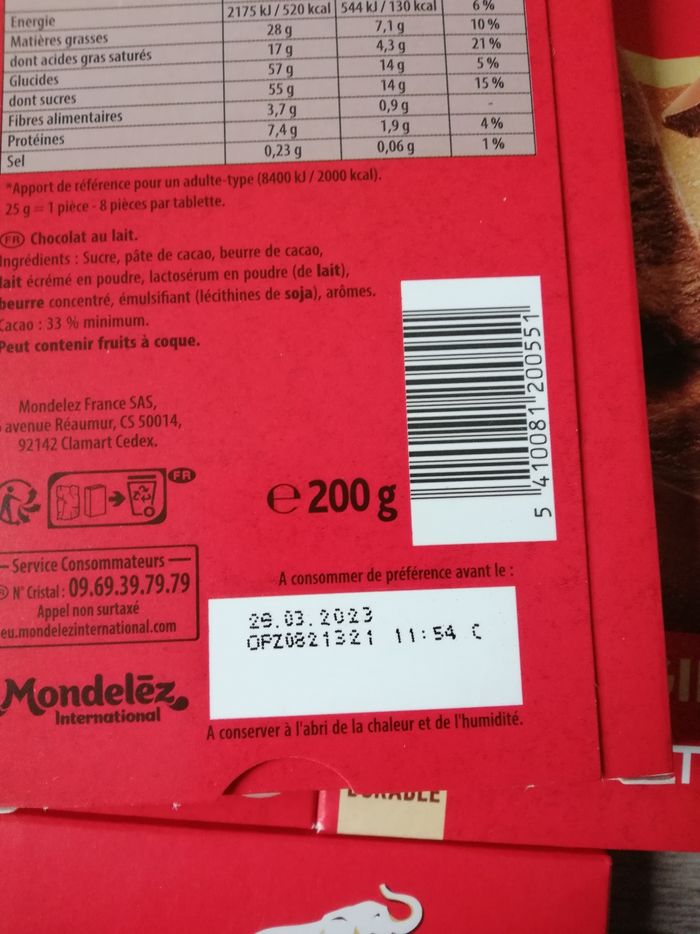 Energie 2175 kJ / 520 kcal 544 kJ / 130 kcal 6 %
Matières grasses 28 g 7,1 g 10 %
dont acides gras saturés 17 g 4,3 g 21 %
Glucides 57 g 14 g 5 %
dont sucres 55 g 14 g 15 %
Fibres alimentaires 3,7 g 0,9 g -
Protéines 7,4 g 1,9 g 4 %
Sel 0,23 g 0,06 g 1 %
*Apport de référence pour un adulte-type (8400 kJ / 2000 kcal).
25 g = 1 pièce - 8 pièces par tablette.
FR Chocolat au lait.
Ingrédients : Sucre, pâte de cacao, beurre de cacao,
lait écrémé en poudre, lactosérum en poudre (de lait),
beurre concentré, émulsifiant (lécithines de soja), arômes.
Cacao : 33 % minimum.
Peut contenir fruits à coque.
Mondelez France SAS,
avenue Réaumur, CS 50014,
92142 Clamart Cedex.
FR
e 200 g
5 410081 200551
Service Consommateurs
N° Cristal : 09.69.39.79.79
Appel non surtaxé
eu.mondelezinternational.com
A consommer de préférence avant le :
28.03.2023
OPZ0821321 11:54 C
Mondelēz
International
A conserver à l'abri de la chaleur et de l'humidité.
DURABLE